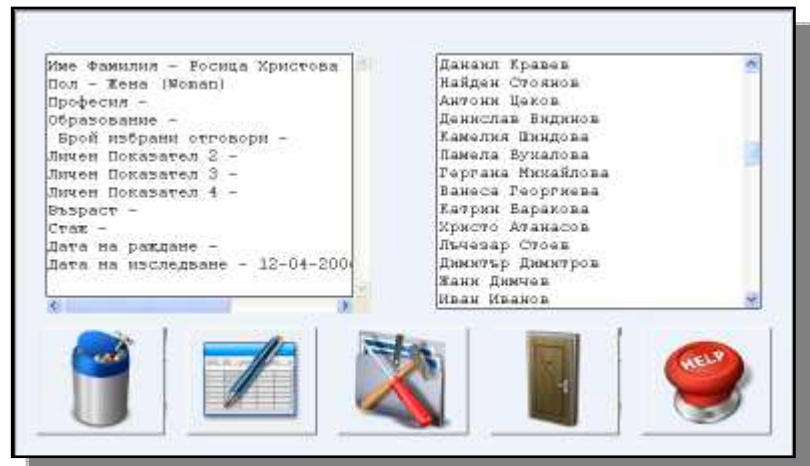 Име Фамилия - Росица Христова
Пол - Жена (Woman)
Професия -
Образование -
Брой избрани отговори -
Личен Показател 2 -
Личен Показател 3 -
Личен Показател 4 -
Възраст -
Стаж -
Дата на раждане -
Дата на изследване - 12-04-200
Данаил Кравев
Найден Стоянов
Антони Цеков
Денислав Видинов
Камелия Шиндова
Памела Вукалова
Гергана Михайлова
Ванеса Георгиева
Катрин Баракова
Христо Атанасов
Лъчезар Стоев
Димитър Димитров
Жани Димчев
Иван Иванов
HELP